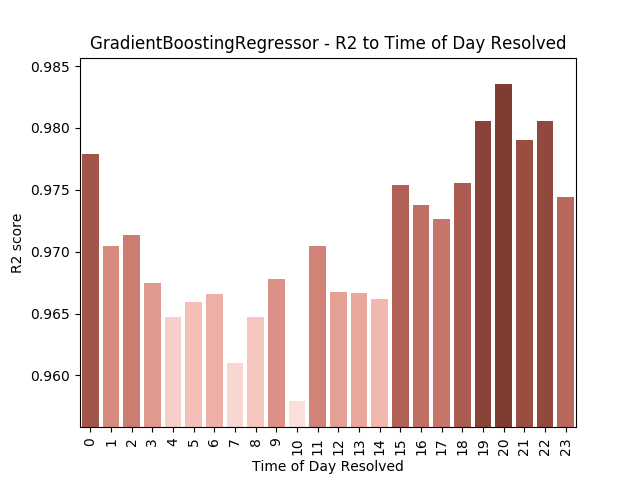 GradientBoostingRegressor - R2 to Time of Day Resolved
0.985
0.980
0.975
0.970
0.965
0.960
R2 score
0 1 2 3 4 5 6 7 8 9 10 11 12 13 14 15 16 17 18 19 20 21 22 23
Time of Day Resolved